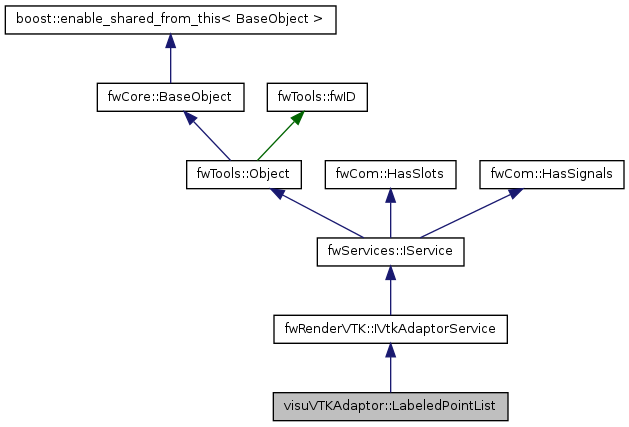 boost::enable_shared_from_this< BaseObject >
fwCore::BaseObject
fwTools::fwID
fwTools::Object
fwCom::HasSlots
fwCom::HasSignals
fwServices::IService
fwRenderVTK::IVtkAdaptorService
visuVTKAdaptor::LabeledPointList